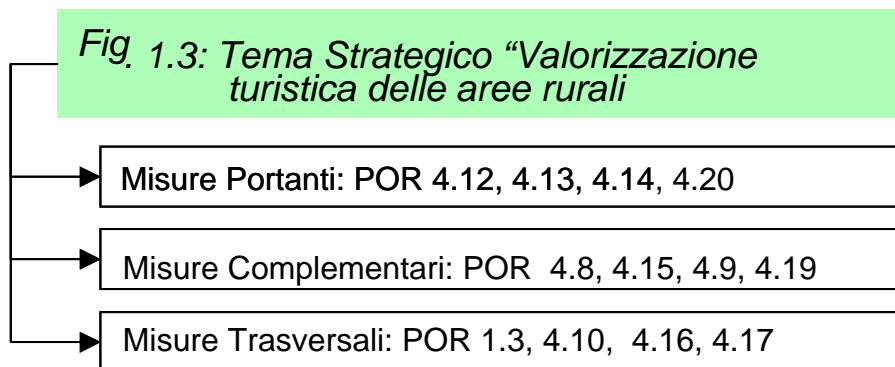 Fig. 1.3: Tema Strategico “Valorizzazione
turistica delle aree rurali
Misure Portanti: POR 4.12, 4.13, 4.14, 4.20
Misure Complementari: POR 4.8, 4.15, 4.9, 4.19
Misure Trasversali: POR 1.3, 4.10, 4.16, 4.17